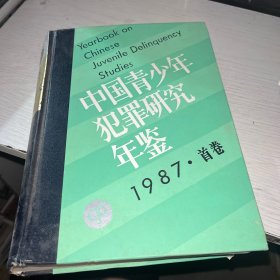 Yearbook on
Chinese
Juvenile Delinquency
Studies
中国青少年
犯罪研究
年鉴
1987·首卷